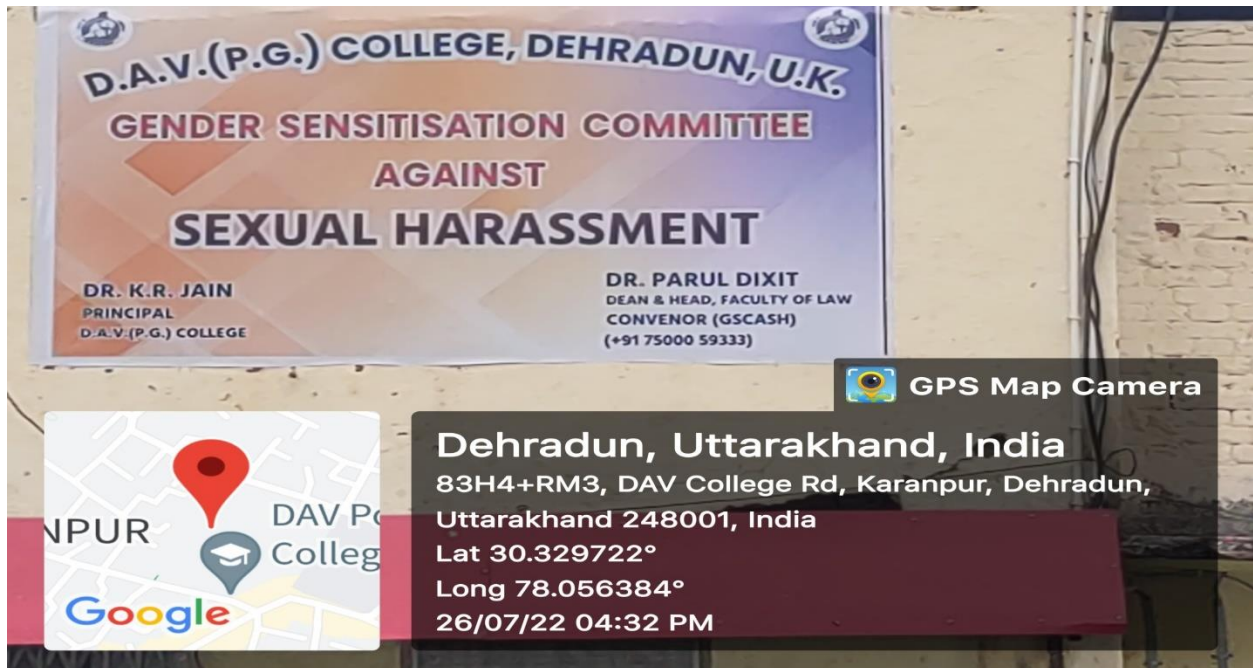 D.A.V.(P.G.) COLLEGE, DEHRADUN, U.K.
GENDER SENSITISATION COMMITTEE
AGAINST
SEXUAL HARASSMENT
DR. K.R. JAIN
PRINCIPAL
D.A.V.(P.G.) COLLEGE
DR. PARUL DIXIT
DEAN & HEAD, FACULTY OF LAW
CONVENOR (GSCASH)
(+91 75000 59333)
GPS Map Camera
NPUR
DAV Po
Colleg
Google
Dehradun, Uttarakhand, India
83H4+RM3, DAV College Rd, Karanpur, Dehradun,
Uttarakhand 248001, India
Lat 30.329722°
Long 78.056384°
26/07/22 04:32 PM